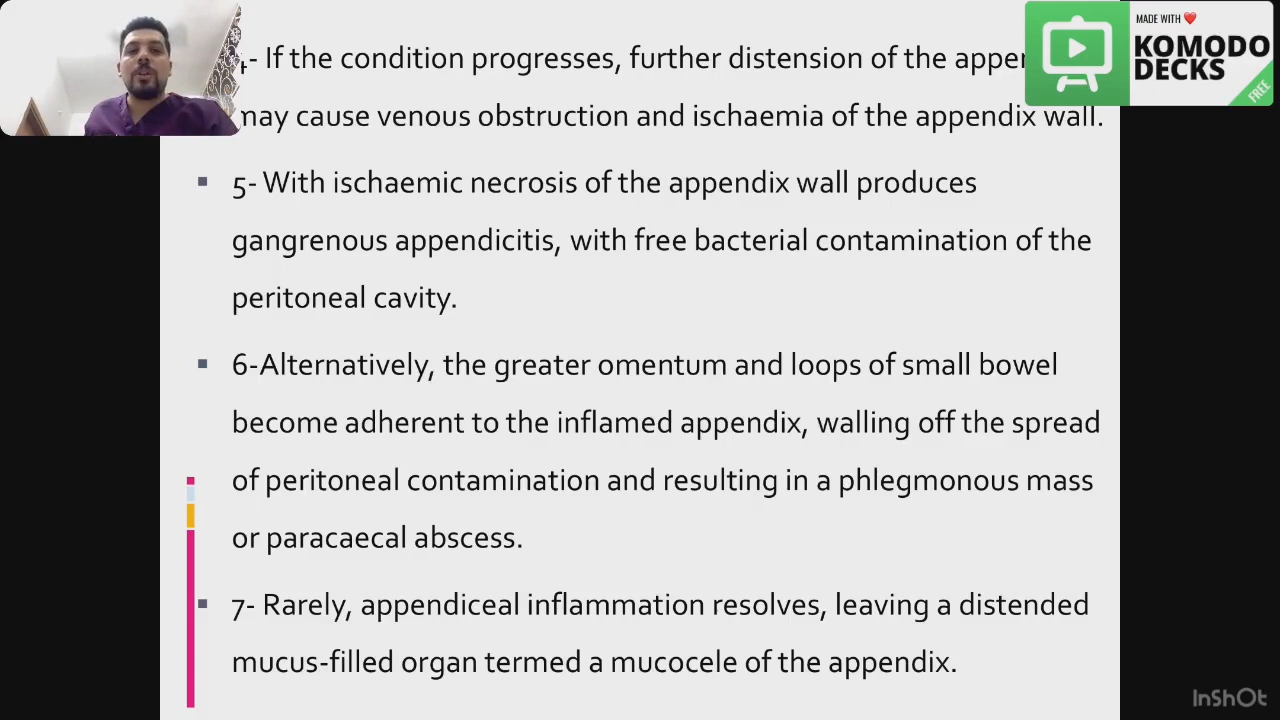 4- If the condition progresses, further distension of the
may cause venous obstruction and ischaemia of the appendix wall.
▪ 5- With ischaemic necrosis of the appendix wall produces
gangrenous appendicitis, with free bacterial contamination of the
peritoneal cavity.
▪ 6-Alternatively, the greater omentum and loops of small bowel
become adherent to the inflamed appendix, walling off the spread
of peritoneal contamination and resulting in a phlegmonous mass
or paracaecal abscess.
▪ 7- Rarely, appendiceal inflammation resolves, leaving a distended
mucus-filled organ termed a mucocele of the appendix.
MADE WITH ❤️
KOMODO
DECKS
FREE
InShOt